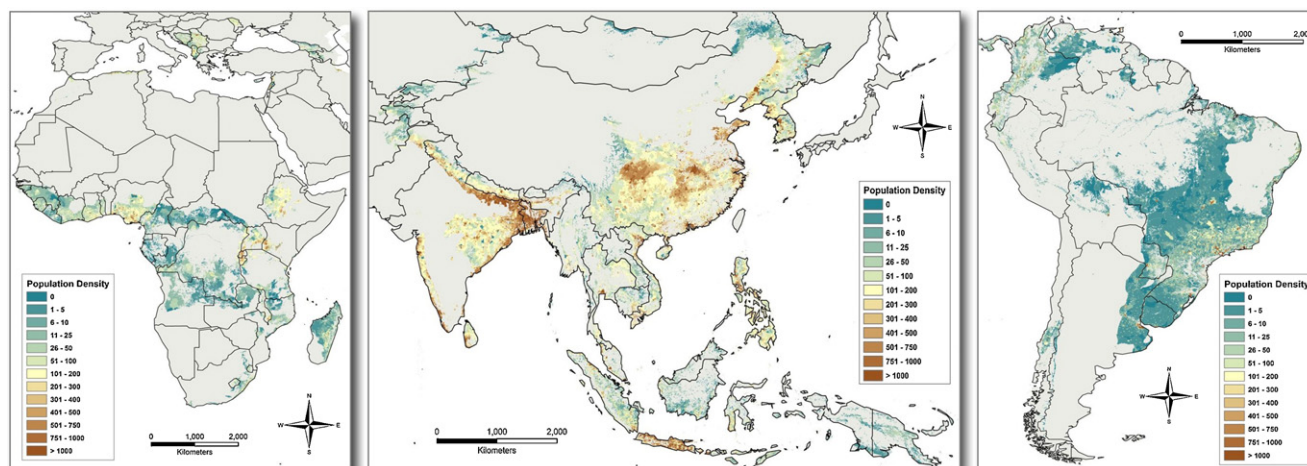 Population Density
0
1 - 5
6 - 10
11 - 25
26 - 50
51 - 100
101 - 200
201 - 300
301 - 400
401 - 500
501 - 750
751 - 1000
> 1000
0 1,000 2,000
Kilometers
N
W E
S
N
W E
S
Population Density
0
1 - 5
6 - 10
11 - 25
26 - 50
51 - 100
101 - 200
201 - 300
301 - 400
401 - 500
501 - 750
751 - 1000
> 1000
0 1,000 2,000
Kilometers
0 1,000 2,000
Kilometers
Population Density
0
1 - 5
6 - 10
11 - 25
26 - 50
51 - 100
101 - 200
201 - 300
301 - 400
401 - 500
501 - 750
751 - 1000
> 1000
N
W E
S